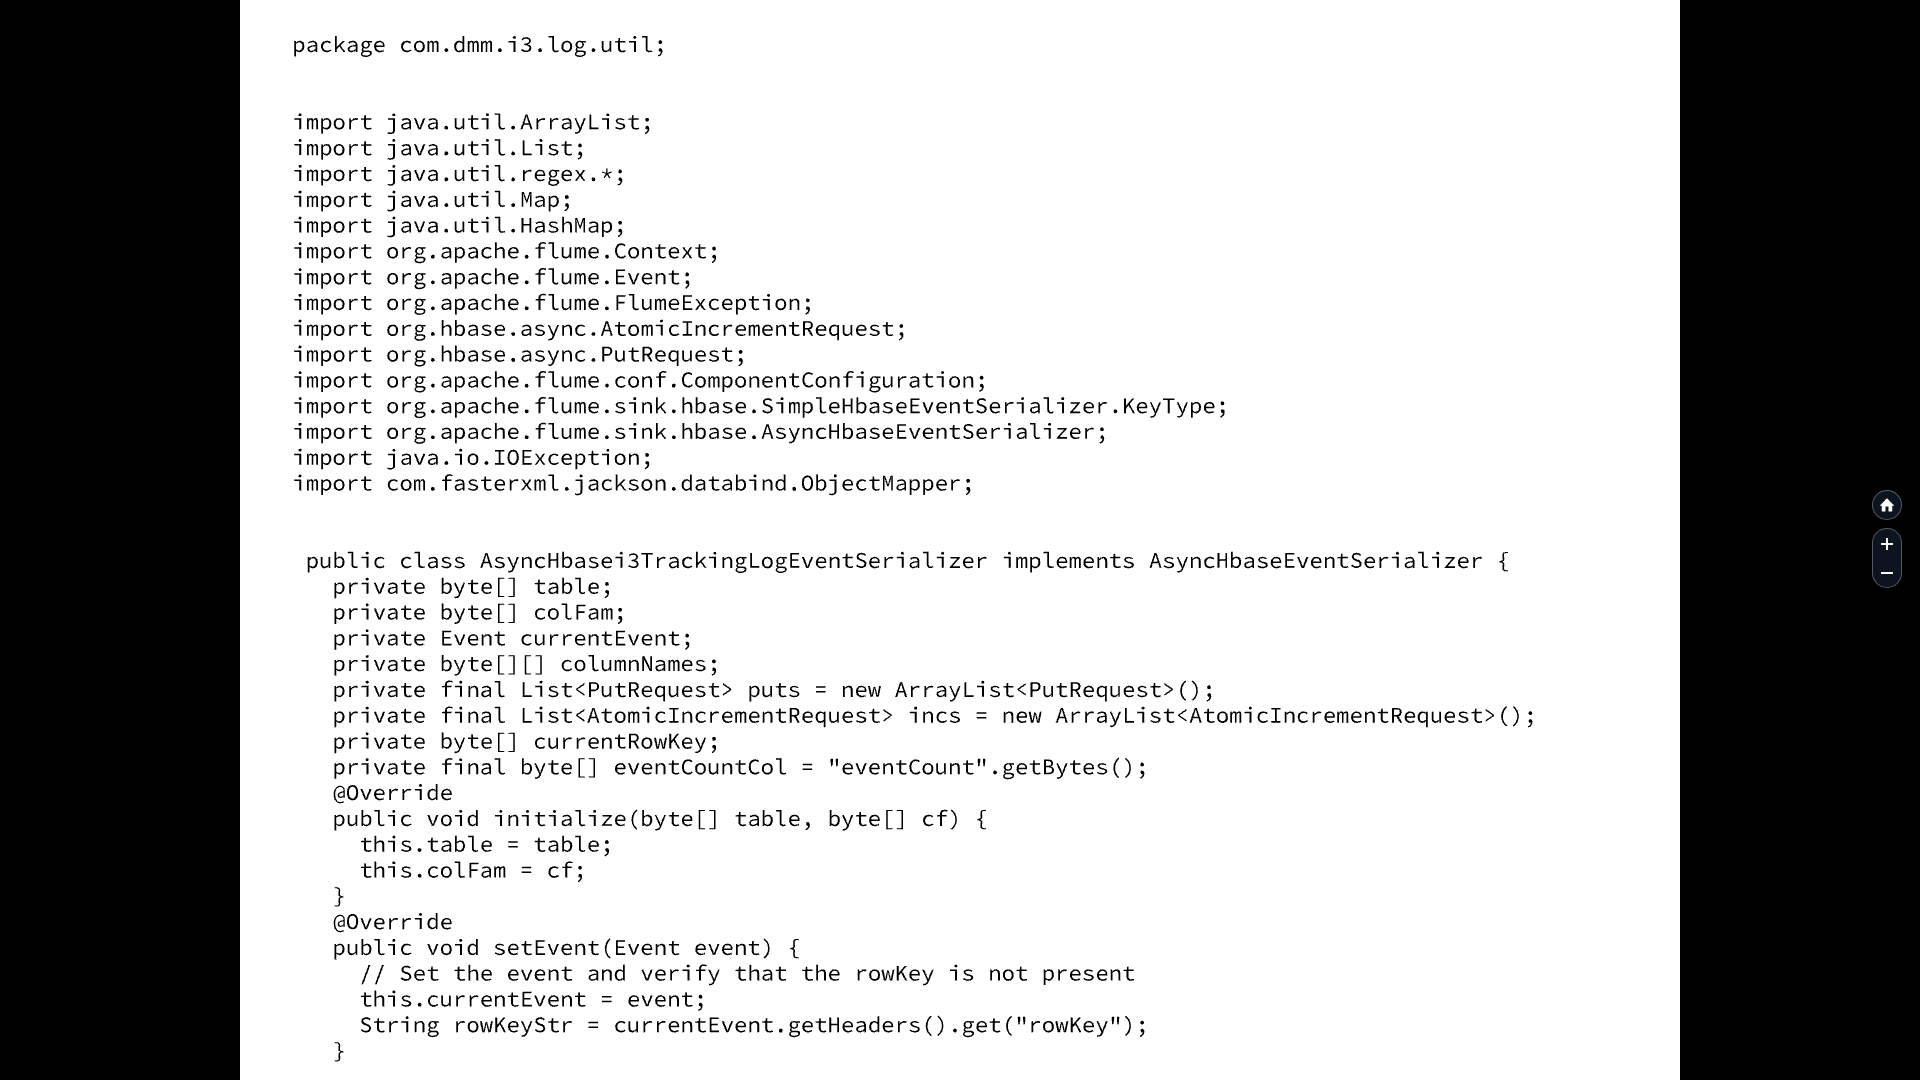 package com.dmm.i3.log.util;
import java.util.ArrayList;
import java.util.List;
import java.util.regex.*;
import java.util.Map;
import java.util.HashMap;
import org.apache.flume.Context;
import org.apache.flume.Event;
import org.apache.flume.FlumeException;
import org.hbase.async.AtomicIncrementRequest;
import org.hbase.async.PutRequest;
import org.apache.flume.conf.ComponentConfiguration;
import org.apache.flume.sink.hbase.SimpleHbaseEventSerializer.KeyType;
import org.apache.flume.sink.hbase.AsyncHbaseEventSerializer;
import java.io.IOException;
import com.fasterxml.jackson.databind.ObjectMapper;
public class AsyncHbasei3TrackingLogEventSerializer implements AsyncHbaseEventSerializer {
private byte[] table;
private byte[] colFam;
private Event currentEvent;
private byte[][] columnNames;
private final List<PutRequest> puts = new ArrayList<PutRequest>();
private final List<AtomicIncrementRequest> incs = new ArrayList<AtomicIncrementRequest>();
private byte[] currentRowKey;
private final byte[] eventCountCol = "eventCount".getBytes();
@Override
public void initialize(byte[] table, byte[] cf) {
this.table = table;
this.colFam = cf;
}
@Override
public void setEvent(Event event) {
// Set the event and verify that the rowKey is not present
this.currentEvent = event;
String rowKeyStr = currentEvent.getHeaders().get("rowKey");
}